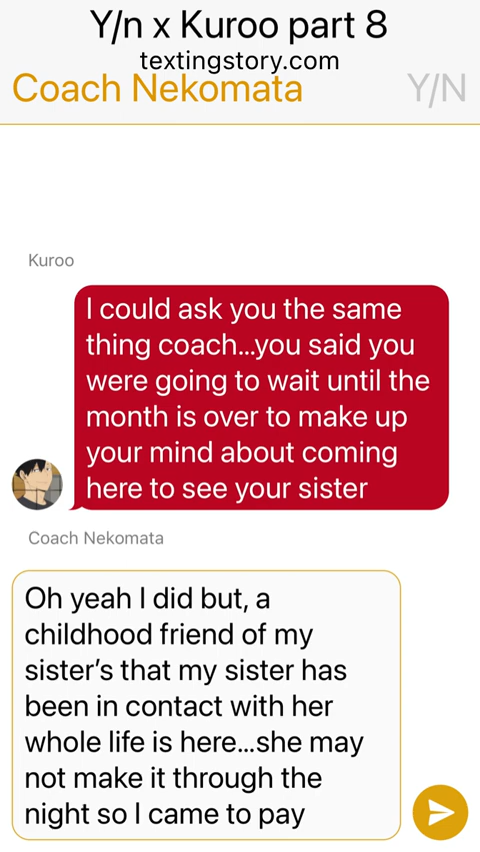 Y/n x Kuroo part 8
textingstory.com
Coach Nekomata
Y/N
Kuroo
I could ask you the same
thing coach...you said you
were going to wait until the
month is over to make up
your mind about coming
here to see your sister
Coach Nekomata
Oh yeah I did but, a
childhood friend of my
sister’s that my sister has
been in contact with her
whole life is here...she may
not make it through the
night so I came to pay